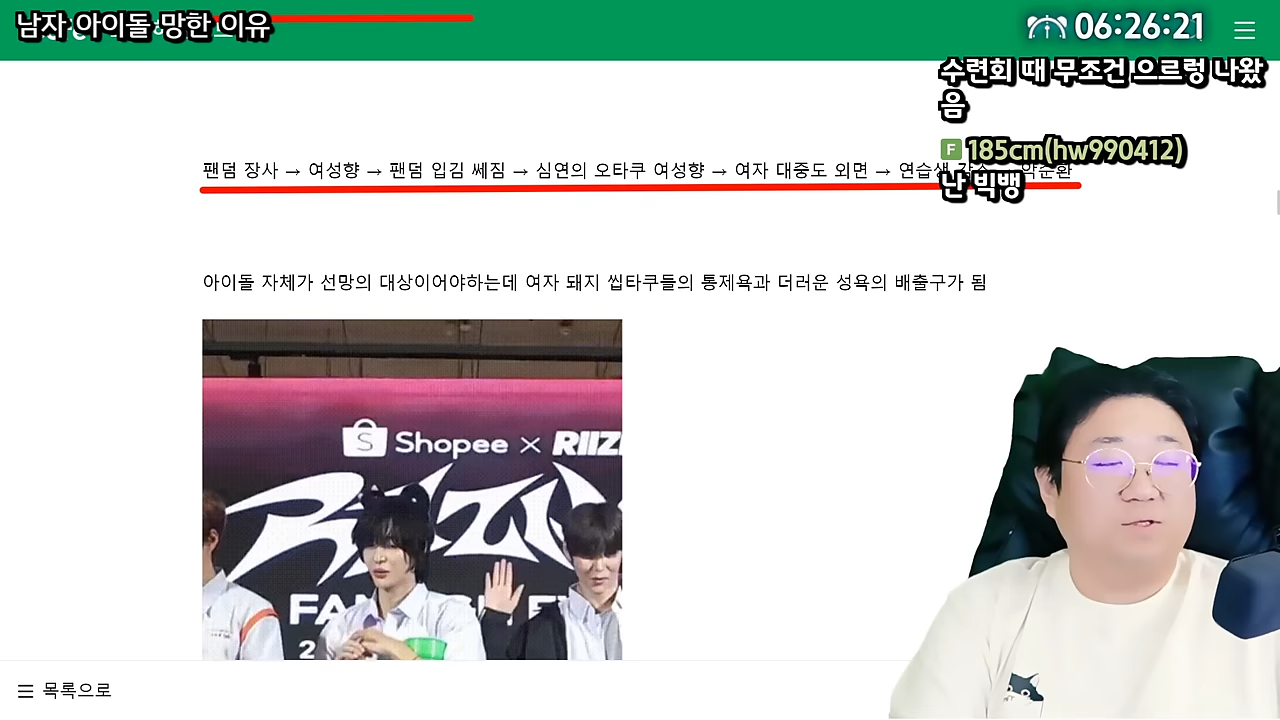 남자 아이돌 망한 이유
06:26:21
수련회 때 무조건 으르렁 나왔
음
F 185cm(hw990412)
난 빅뱅
팬덤 장사 → 여성향 → 팬덤 입김 쎄짐 → 심연의 오타쿠 여성향 → 여자 대중도 외면 → 연습생
아이돌 자체가 선망의 대상이어야하는데 여자 돼지 씹타쿠들의 통제욕과 더러운 성욕의 배출구가 됨
Shopee × RIIZ
RIIZ
FA
2
목록으로